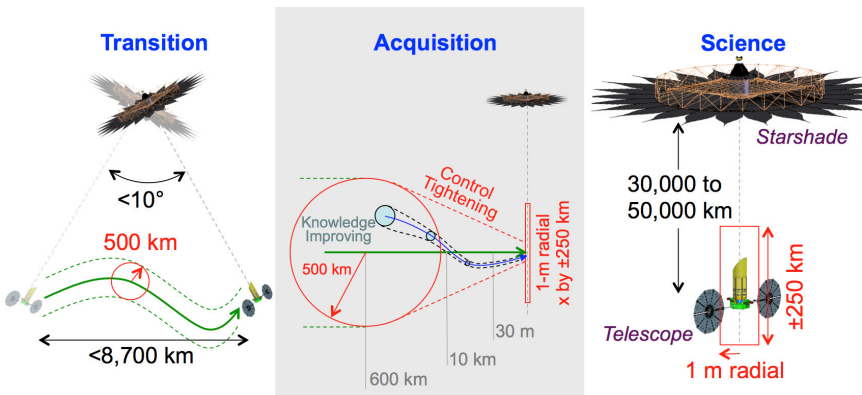 Transition
<10°
500 km
<8,700 km
Acquisition
Control
Tightening
Knowledge
Improving
500 km
1-m radial
x by ±250 km
30 m
10 km
600 km
Science
Starshade
30,000 to
50,000 km
±250 km
Telescope
1 m radial